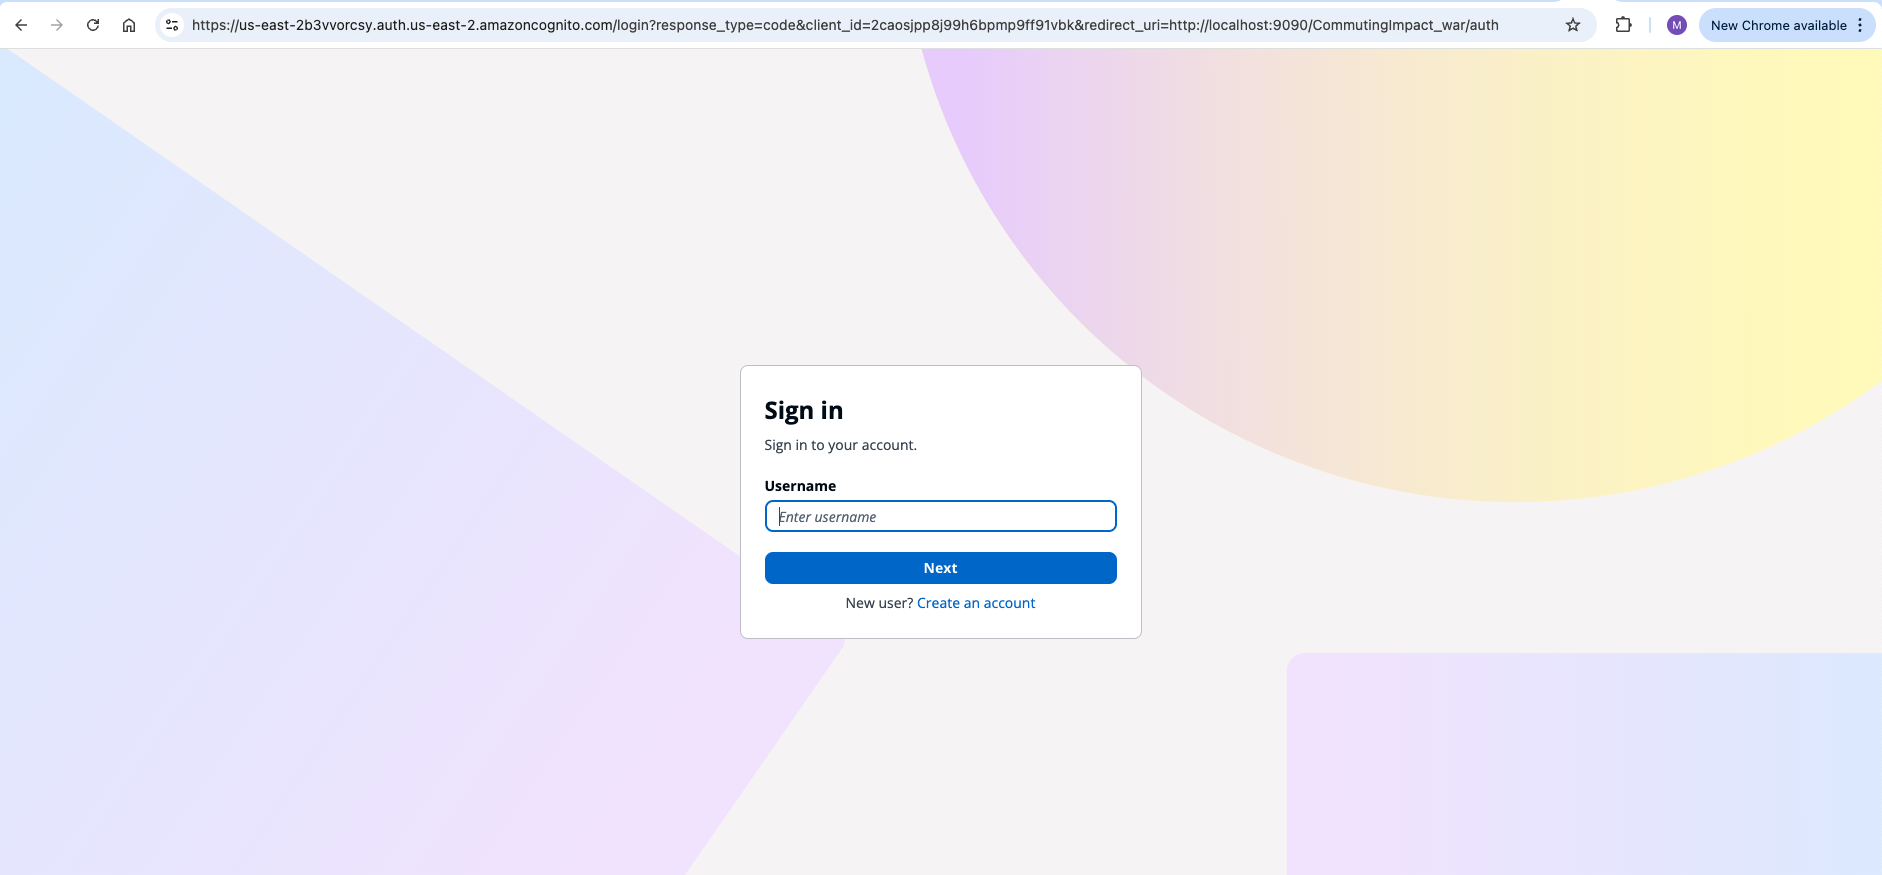 https://us-east-2b3vvorcsy.auth.us-east-2.amazoncognito.com/login?response_type=code&client_id=2caosjpp8j99h6bpmp9ff91vbk&redirect_uri=http://localhost:9090/CommutingImpact_war/auth
M
New Chrome available
Sign in
Sign in to your account.
Username
Enter username
Next
New user? Create an account